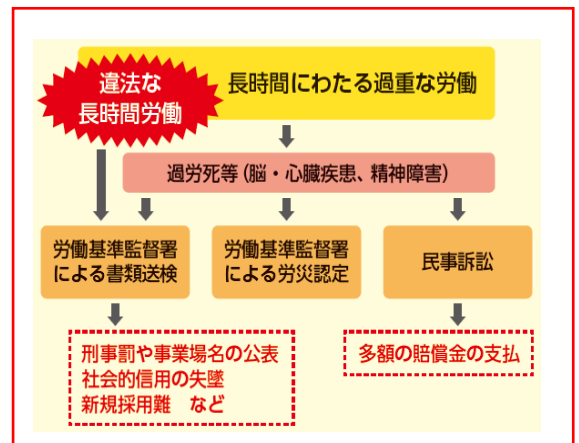 違法な
長時間労働
長時間にわたる過重な労働
過労死等（脳・心臓疾患、精神障害）
労働基準監督署
による書類送検
労働基準監督署
による労災認定
民事訴訟
刑事罰や事業場名の公表
社会的信用の失墜
新規採用難　など
多額の賠償金の支払